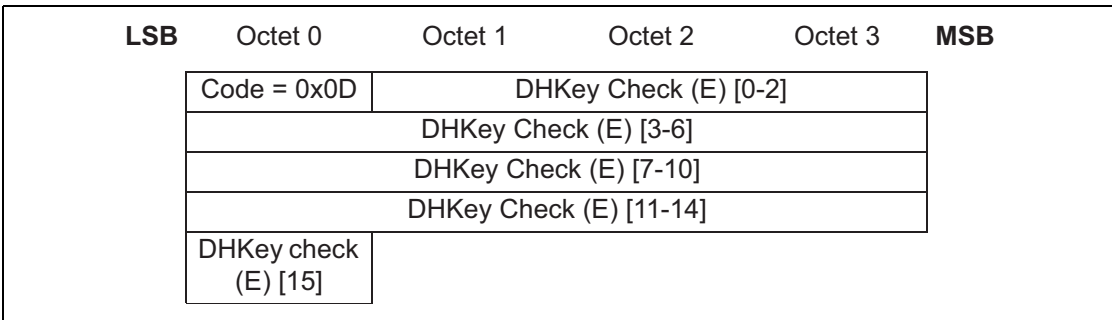 LSB Octet 0 Octet 1 Octet 2 Octet 3 MSB
Code = 0x0D DHKey Check (E) [0-2]
DHKey Check (E) [3-6]
DHKey Check (E) [7-10]
DHKey Check (E) [11-14]
DHKey check
(E) [15]